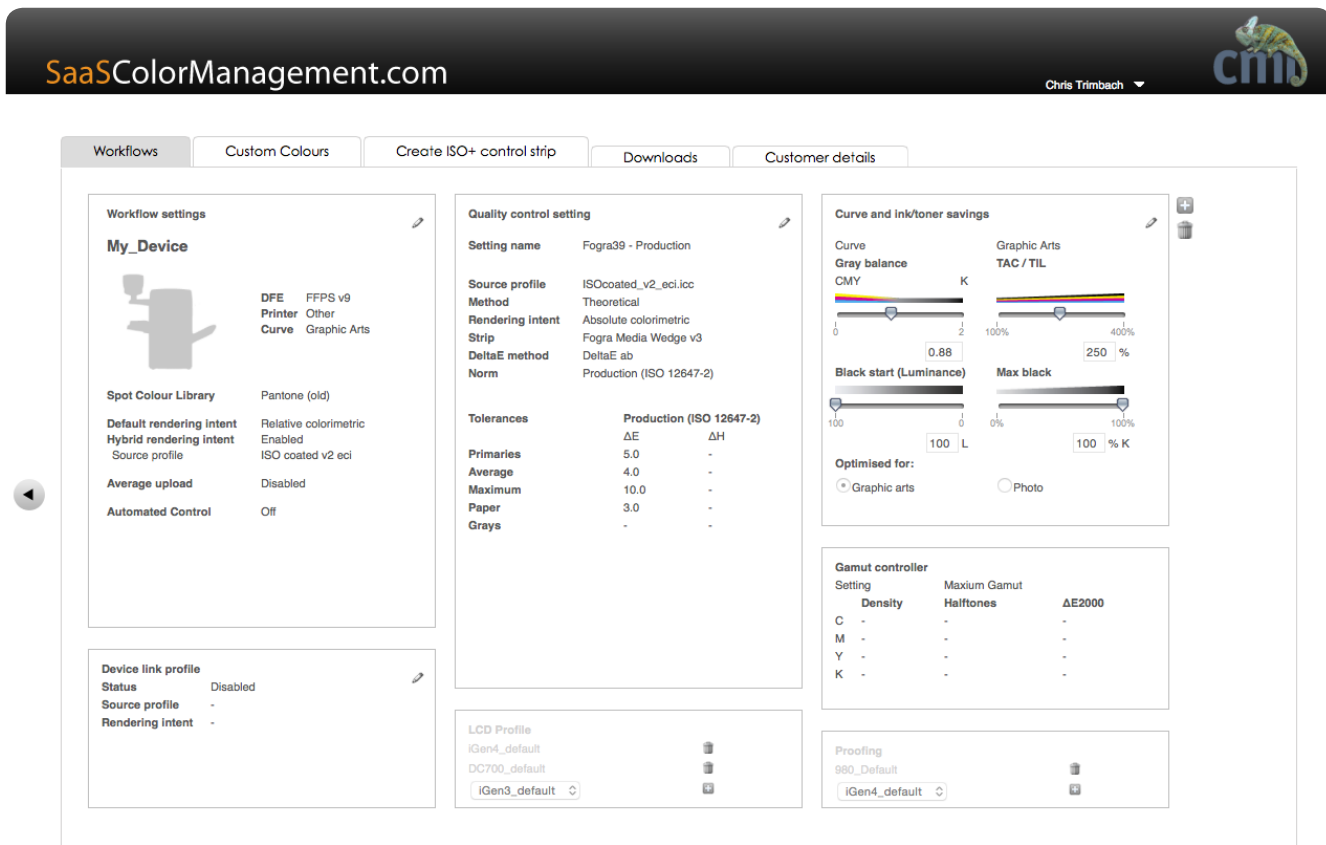 SaaSColorManagement.com
Chris Trimbach
cmi
Workflows
Custom Colours
Create ISO+ control strip
Downloads
Customer details
Workflow settings
My_Device
DFE FFPS v9
Printer Other
Curve Graphic Arts
Spot Colour Library Pantone (old)
Default rendering intent Relative colorimetric
Hybrid rendering intent Enabled
Source profile ISO coated v2 eci
Average upload Disabled
Automated Control Off
Device link profile
Status Disabled
Source profile -
Rendering intent -
Quality control setting
Setting name Fogra39 - Production
Source profile ISOcoated_v2_eci.icc
Method Theoretical
Rendering intent Absolute colorimetric
Strip Fogra Media Wedge v3
DeltaE method DeltaE ab
Norm Production (ISO 12647-2)
Tolerances Production (ISO 12647-2)
ΔE ΔH
Primaries 5.0 -
Average 4.0 -
Maximum 10.0 -
Paper 3.0 -
Grays - -
LCD Profile
iGen4_default
DC700_default
iGen3_default
Curve and ink/toner savings
Curve Graphic Arts
Gray balance TAC / TIL
CMY K
0 2 100% 400%
0.88 250 %
Black start (Luminance) Max black
100 0 0% 100%
100 L 100 % K
Optimised for:
Graphic arts Photo
Gamut controller
Setting Maxium Gamut
Density Halftones ΔE2000
C - - -
M - - -
Y - - -
K - - -
Proofing
980_Default
iGen4_default